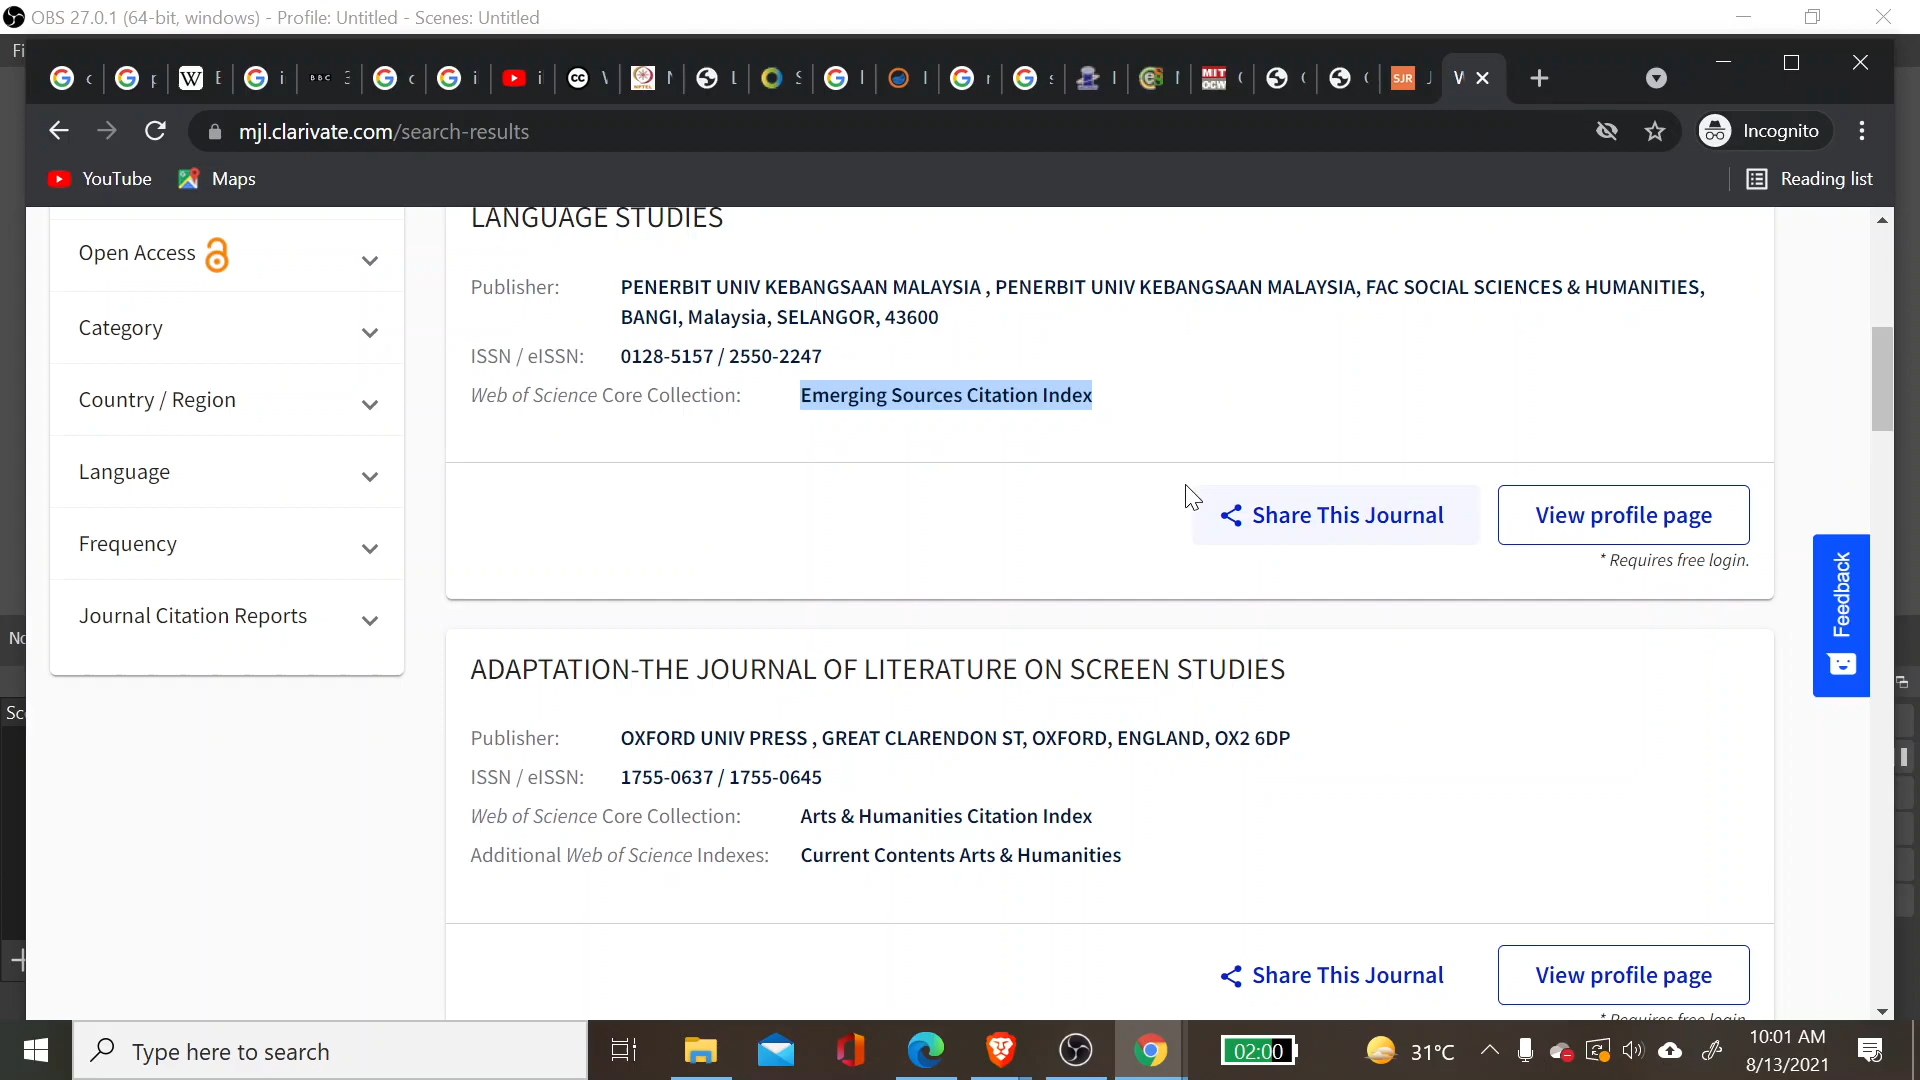 OBS 27.0.1 (64-bit, windows) - Profile: Untitled - Scenes: Untitled
Fi
mjl.clarivate.com/search-results
Incognito
YouTube
Maps
Reading list
LANGUAGE STUDIES
Open Access
Publisher: PENERBIT UNIV KEBANGSAAN MALAYSIA , PENERBIT UNIV KEBANGSAAN MALAYSIA, FAC SOCIAL SCIENCES & HUMANITIES,
BANGI, Malaysia, SELANGOR, 43600
Category
ISSN / eISSN: 0128-5157 / 2550-2247
Web of Science Core Collection: Emerging Sources Citation Index
Country / Region
Language
Share This Journal
View profile page
* Requires free login.
Frequency
Journal Citation Reports
Feedback
No
ADAPTATION-THE JOURNAL OF LITERATURE ON SCREEN STUDIES
Sc
Publisher: OXFORD UNIV PRESS , GREAT CLARENDON ST, OXFORD, ENGLAND, OX2 6DP
ISSN / eISSN: 1755-0637 / 1755-0645
Web of Science Core Collection: Arts & Humanities Citation Index
Additional Web of Science Indexes: Current Contents Arts & Humanities
Share This Journal
View profile page
* Requires free login.
Type here to search
02:00
31°C
10:01 AM
8/13/2021